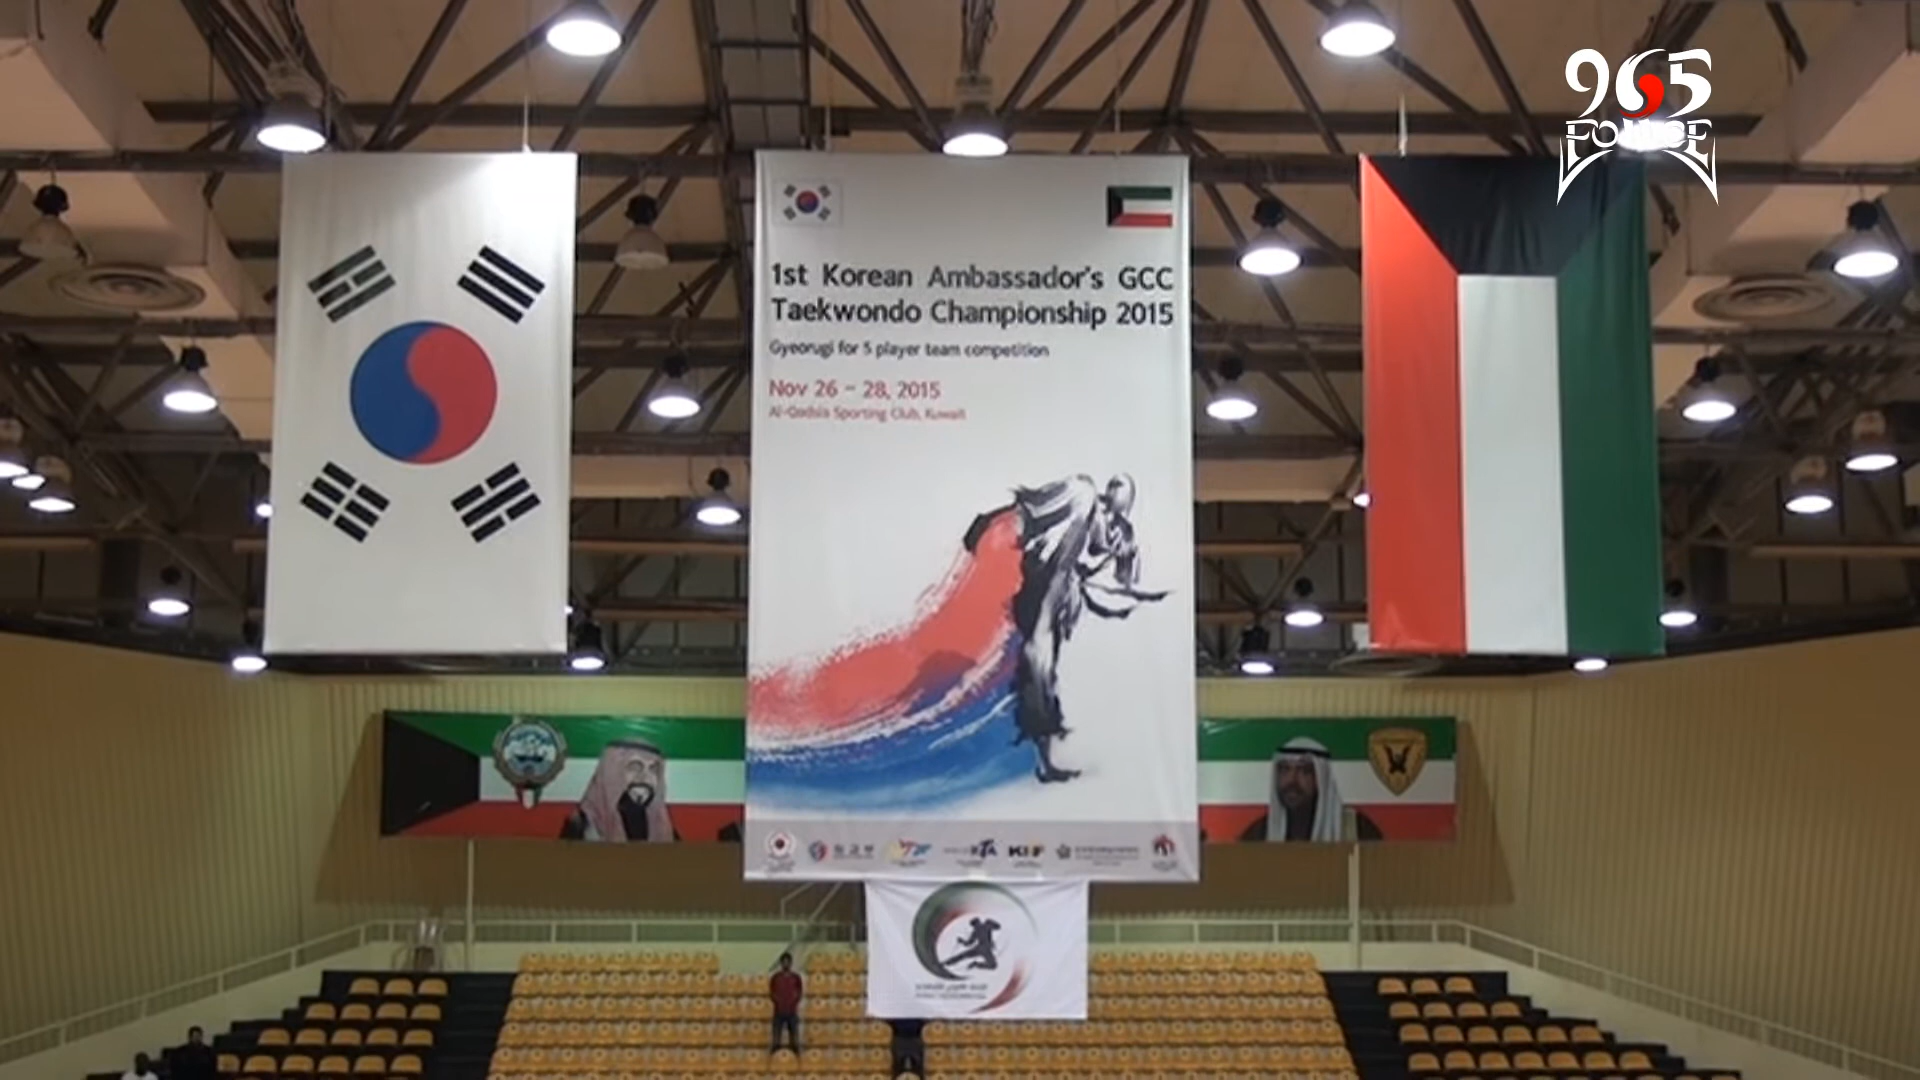 965
FORCE
1st Korean Ambassador's GCC
Taekwondo Championship 2015
Gyeorugi for 5 player team competition
Nov 26 - 28, 2015
Al-Qadsia Sporting Club, Kuwait
KTA